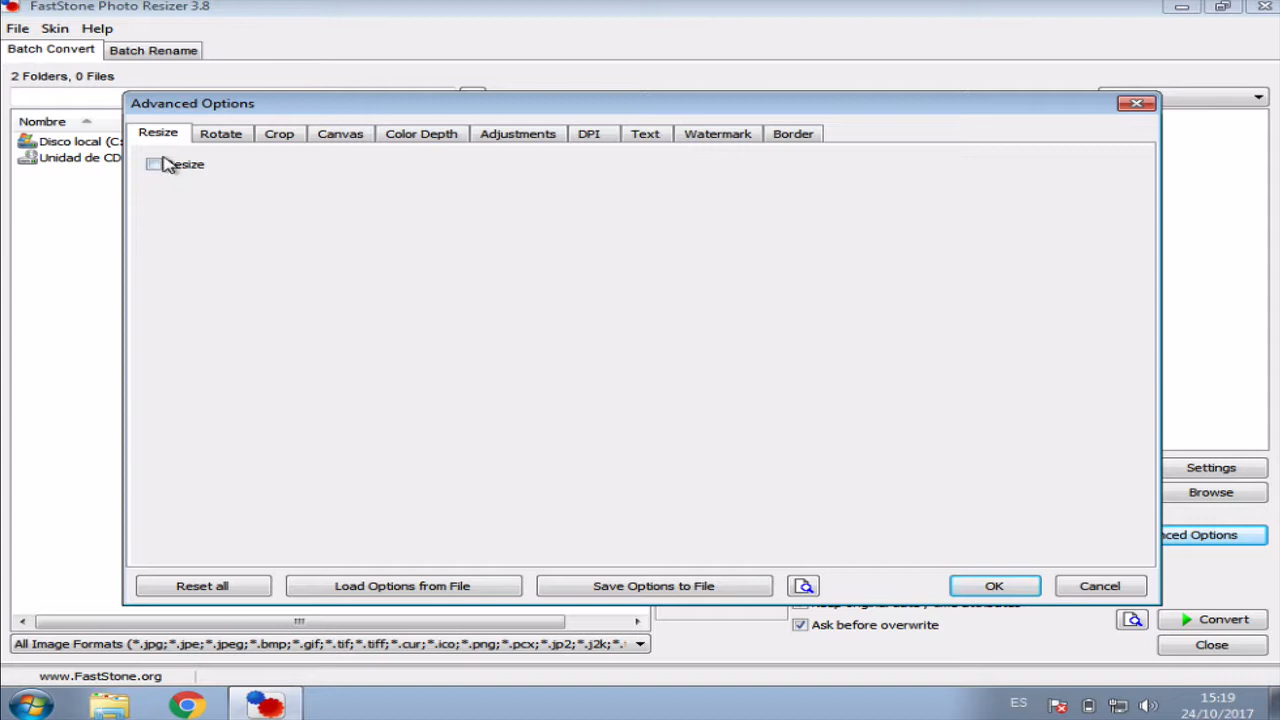 FastStone Photo Resizer 3.8
File Skin Help
Batch Convert Batch Rename
2 Folders, 0 Files
Advanced Options
Nombre
Resize Rotate Crop Canvas Color Depth Adjustments DPI Text Watermark Border
Disco local (C:
Unidad de CD
Settings
Browse
Options
Reset all Load Options from File Save Options to File OK Cancel
Ask before overwrite
Convert
All Image Formats (*.jpg;*.jpe;*.jpeg;*.bmp;*.gif;*.tif;*.tiff;*.cur;*.ico;*.png;*.pcx;*.jp2;*.j2k;*.
Close
www.FastStone.org
ES
15:19
24/10/2017